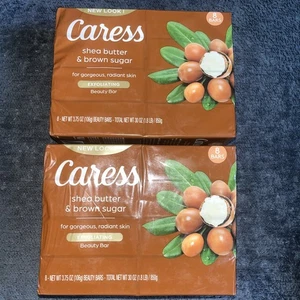 NEW LOOK!
Caress
shea butter
& brown sugar
for gorgeous, radiant skin
EXFOLIATING
Beauty Bar
8 BARS
8 - NET WT 3.75 OZ (106g) BEAUTY BARS - TOTAL NET WT 30 OZ (1.8 LB) 850g
NEW LOOK!
Caress
shea butter
& brown sugar
for gorgeous, radiant skin
EXFOLIATING
Beauty Bar
8 BARS
8 - NET WT 3.75 OZ (106g) BEAUTY BARS - TOTAL NET WT 30 OZ (1.8 LB) 850g